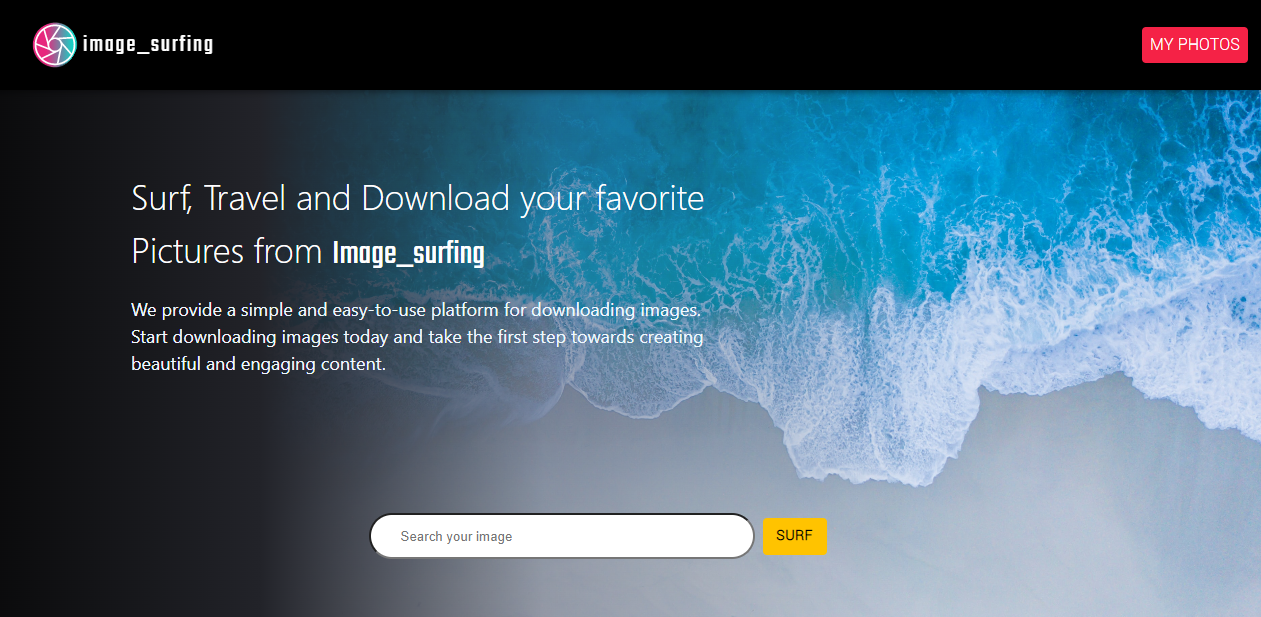 image_surfing
MY PHOTOS
Surf, Travel and Download your favorite
Pictures from Image_surfing
We provide a simple and easy-to-use platform for downloading images.
Start downloading images today and take the first step towards creating
beautiful and engaging content.
Search your image
SURF